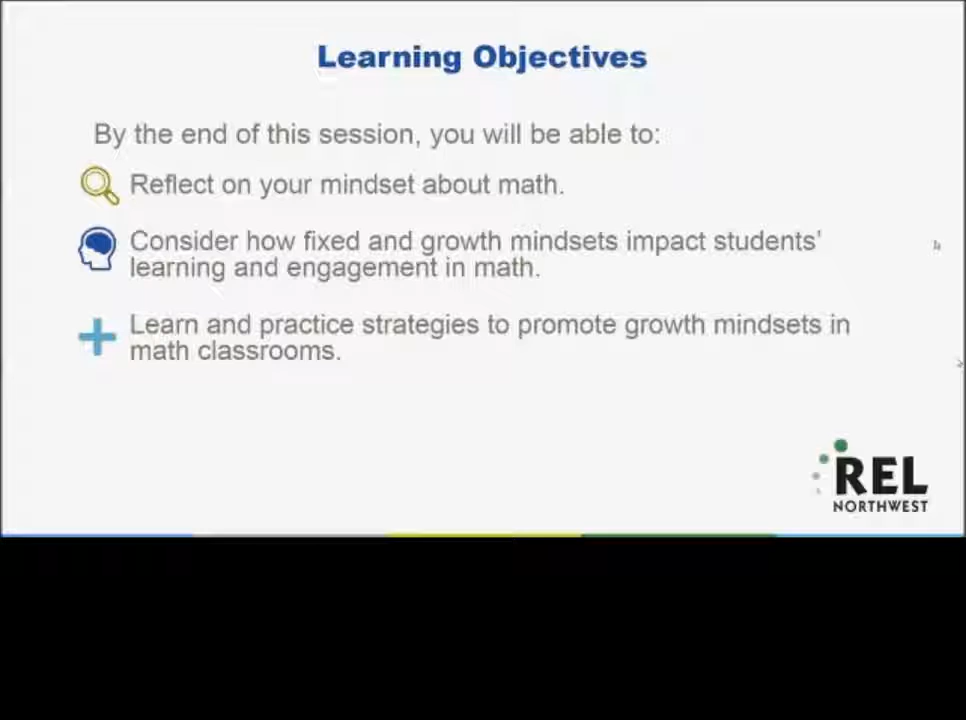 Learning Objectives
By the end of this session, you will be able to:
Reflect on your mindset about math.
Consider how fixed and growth mindsets impact students'
learning and engagement in math.
Learn and practice strategies to promote growth mindsets in
math classrooms.
REL
NORTHWEST